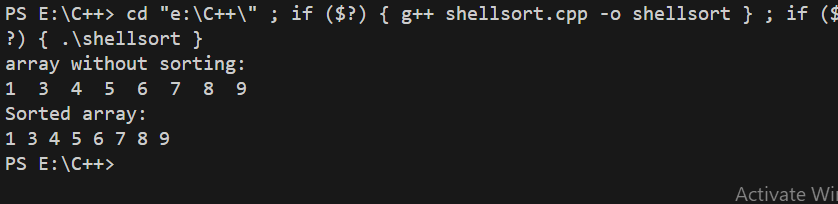 PS E:\C++> cd "e:\C++\" ; if ($?) { g++ shellsort.cpp -o shellsort } ; if ($
?) { .\shellsort }
array without sorting:
1  3  4  5  6  7  8  9
Sorted array:
1 3 4 5 6 7 8 9
PS E:\C++>
Activate Wi